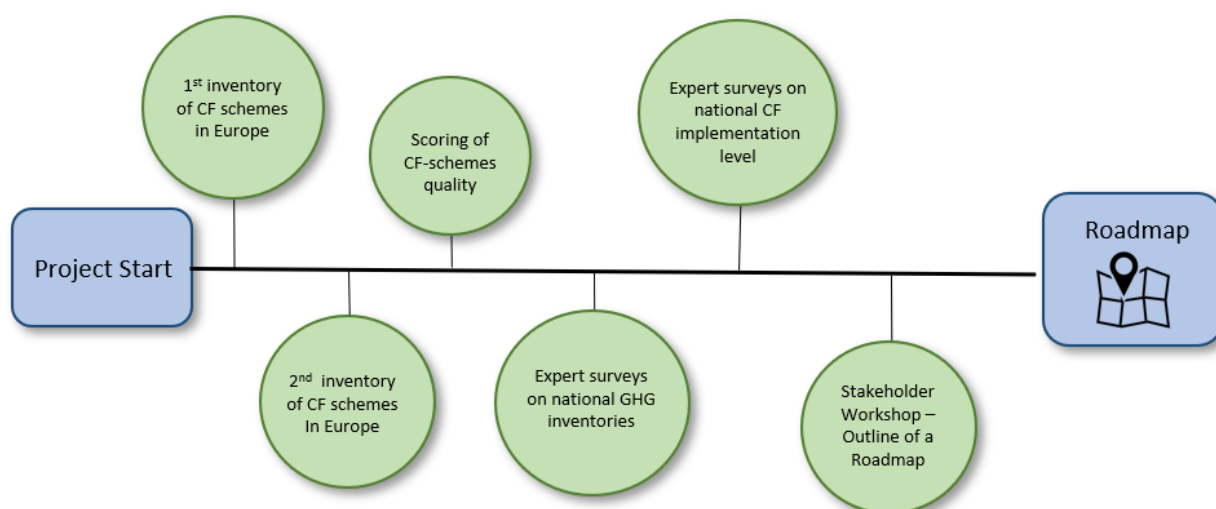 Project Start
1st inventory
of CF schemes
in Europe
2nd inventory
of CF schemes
In Europe
Scoring of
CF-schemes
quality
Expert surveys
on national GHG
inventories
Expert surveys on
national CF
implementation
level
Stakeholder
Workshop –
Outline of a
Roadmap
Roadmap